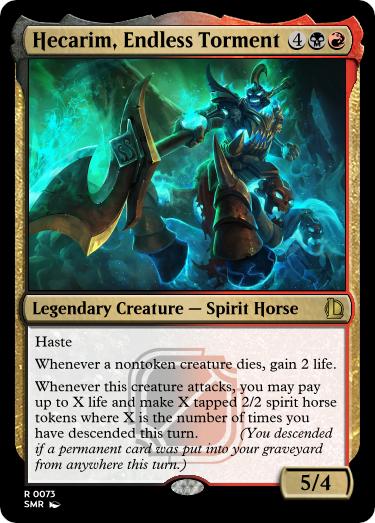 Hecarim, Endless Torment 4
Legendary Creature — Spirit Horse
Haste
Whenever a nontoken creature dies, gain 2 life.
Whenever this creature attacks, you may pay
up to X life and make X tapped 2/2 spirit horse
tokens where X is the number of times you
have descended this turn. (You descended
if a permanent card was put into your graveyard
from anywhere this turn.)
5/4
R 0073
SMR